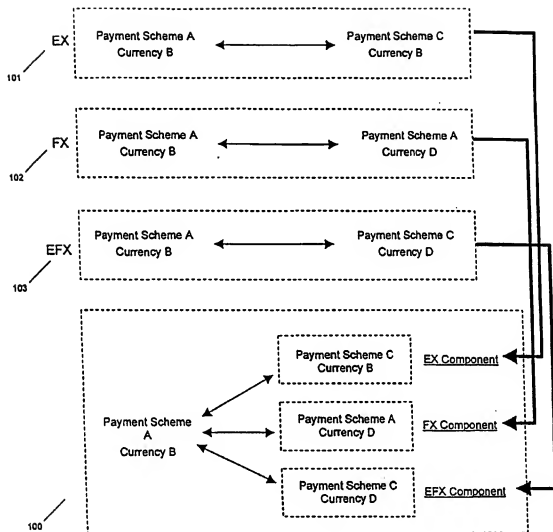 EX
Payment Scheme A
Currency B
Payment Scheme C
Currency B
101
FX
Payment Scheme A
Currency B
Payment Scheme A
Currency D
102
EFX
Payment Scheme A
Currency B
Payment Scheme C
Currency D
103
Payment Scheme C
Currency B
EX Component
Payment Scheme
A
Currency B
Payment Scheme A
Currency D
FX Component
Payment Scheme C
Currency D
EFX Component
100